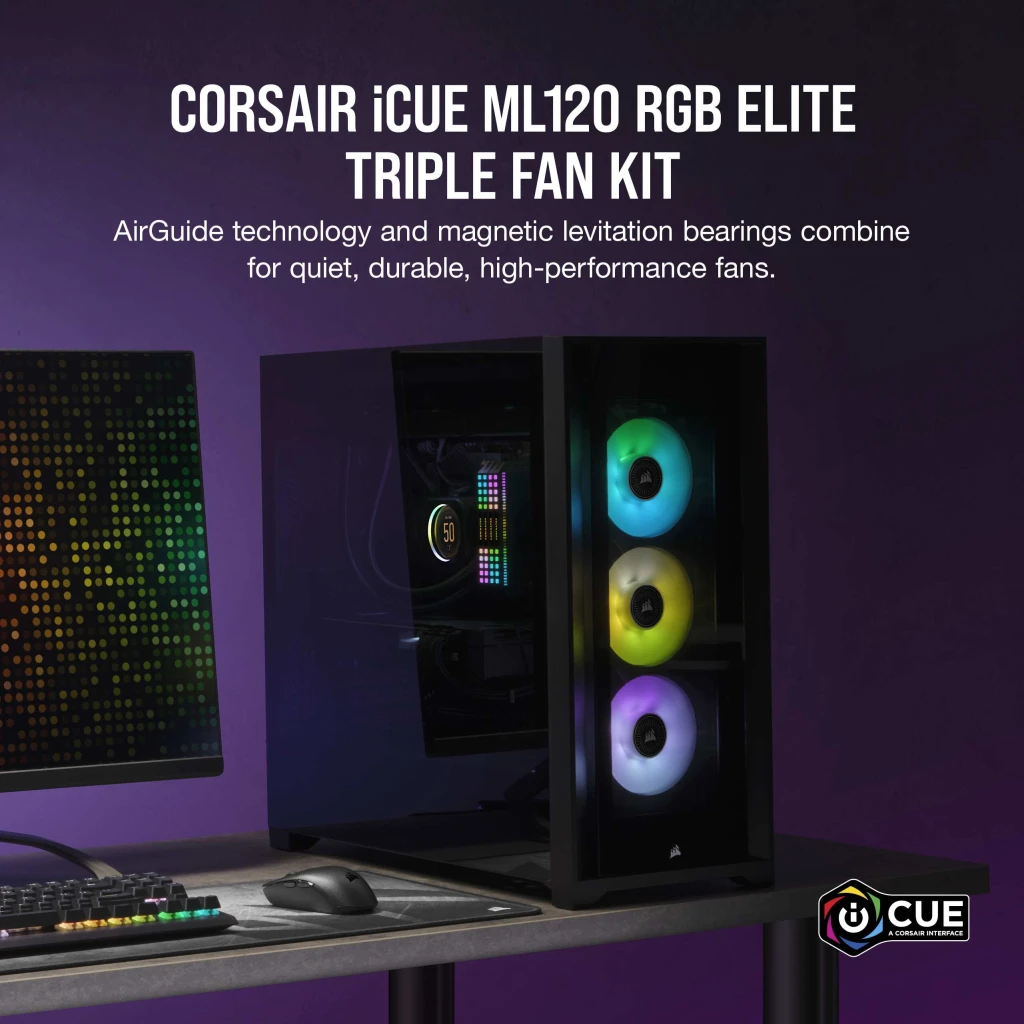 CORSAIR iCUE ML120 RGB ELITE
TRIPLE FAN KIT
AirGuide technology and magnetic levitation bearings combine
for quiet, durable, high-performance fans.
50
iCUE
A CORSAIR INTERFACE